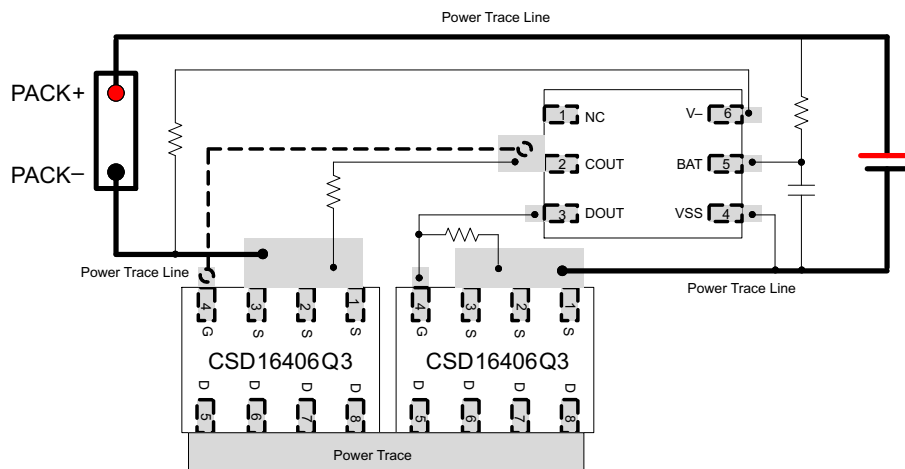 Power Trace Line
PACK+
PACK–
1 NC
V– 6
2 COUT
BAT 5
3 DOUT
VSS 4
Power Trace Line
Power Trace Line
4 3 2 1
G S S S
CSD16406Q3
D D D D
5 6 7 8
4 3 2 1
G S S S
CSD16406Q3
D D D D
5 6 7 8
Power Trace